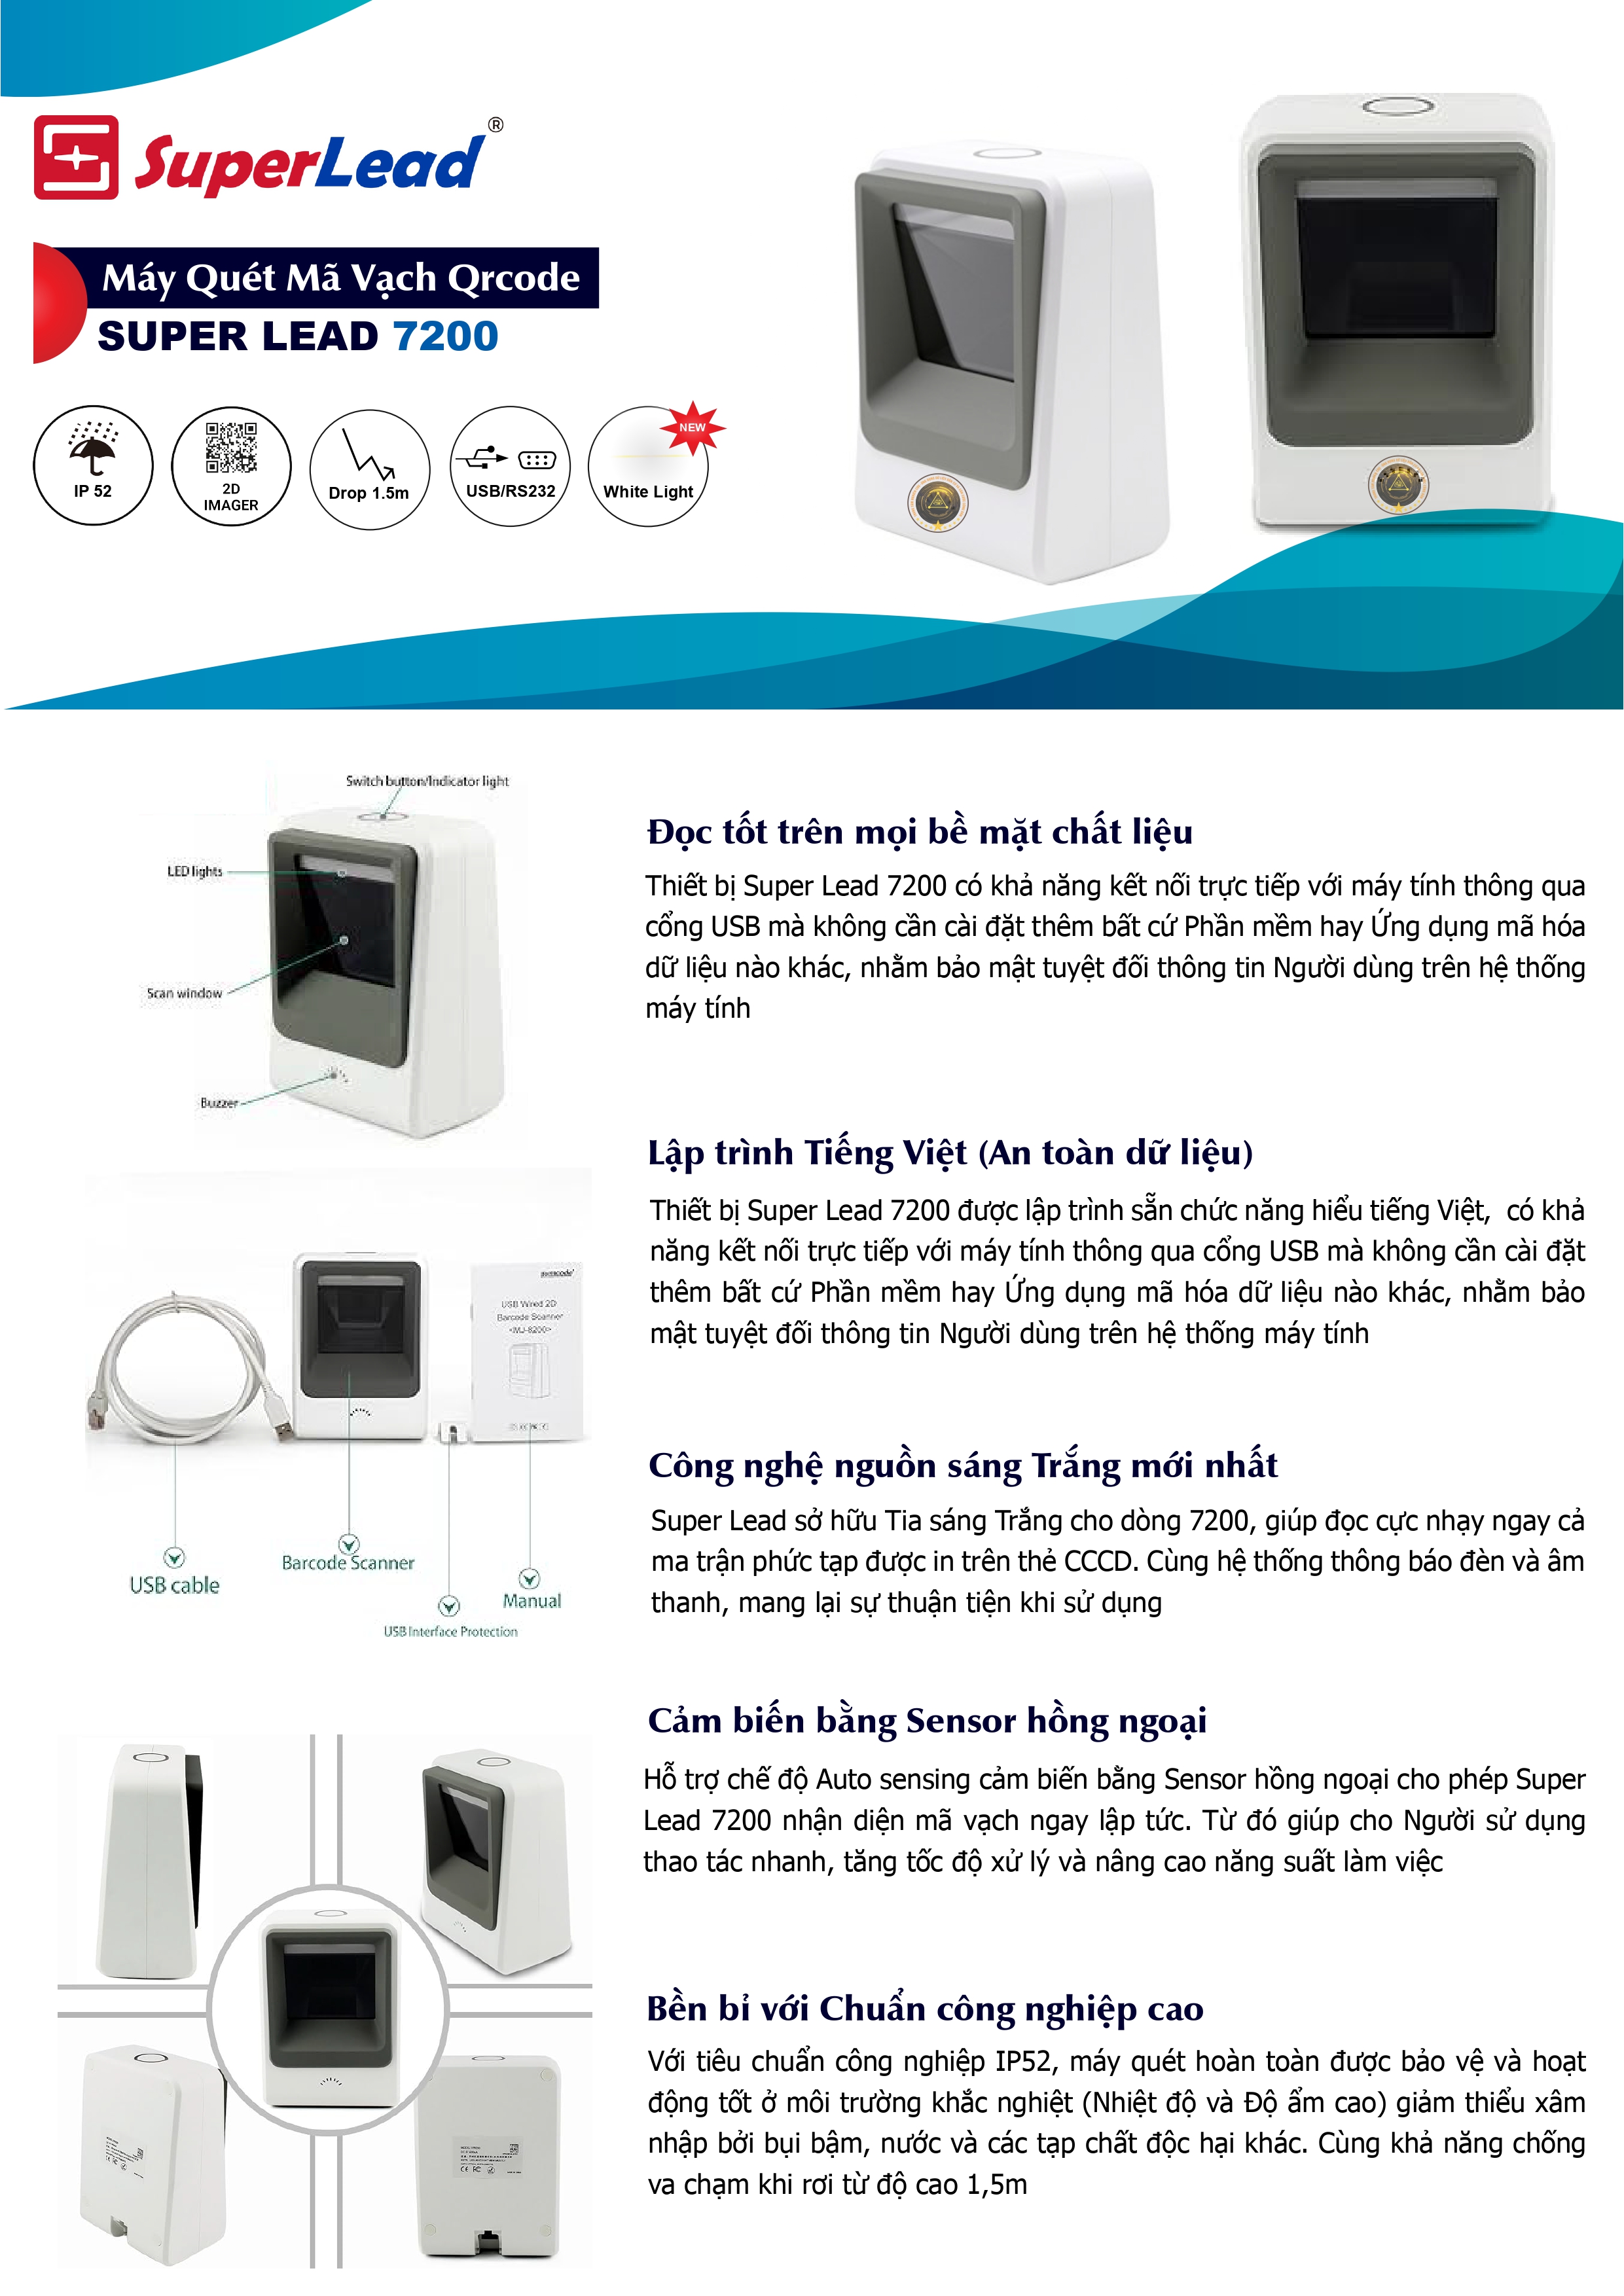 SuperLead®
Máy Quét Mã Vạch Qrcode
SUPER LEAD 7200
IP 52
2D
IMAGER
Drop 1.5m
USB/RS232
White Light
NEW
Switch button/Indicator light
LED lights
Scan window
Buzzer
Đọc tốt trên mọi bề mặt chất liệu
Thiết bị Super Lead 7200 có khả năng kết nối trực tiếp với máy tính thông qua
cổng USB mà không cần cài đặt thêm bất cứ Phần mềm hay Ứng dụng mã hóa
dữ liệu nào khác, nhằm bảo mật tuyệt đối thông tin Người dùng trên hệ thống
máy tính
Lập trình Tiếng Việt (An toàn dữ liệu)
Thiết bị Super Lead 7200 được lập trình sẵn chức năng hiểu tiếng Việt, có khả
năng kết nối trực tiếp với máy tính thông qua cổng USB mà không cần cài đặt
thêm bất cứ Phần mềm hay Ứng dụng mã hóa dữ liệu nào khác, nhằm bảo
mật tuyệt đối thông tin Người dùng trên hệ thống máy tính
USB Wired 2D
Barcode Scanner
<MJ-8200>
USB cable
Barcode Scanner
USB Interface Protection
Manual
Công nghệ nguồn sáng Trắng mới nhất
Super Lead sở hữu Tia sáng Trắng cho dòng 7200, giúp đọc cực nhạy ngay cả
ma trận phức tạp được in trên thẻ CCCD. Cùng hệ thống thông báo đèn và âm
thanh, mang lại sự thuận tiện khi sử dụng
Cảm biến bằng Sensor hồng ngoại
Hỗ trợ chế độ Auto sensing cảm biến bằng Sensor hồng ngoại cho phép Super
Lead 7200 nhận diện mã vạch ngay lập tức. Từ đó giúp cho Người sử dụng
thao tác nhanh, tăng tốc độ xử lý và nâng cao năng suất làm việc
Bền bỉ với Chuẩn công nghiệp cao
Với tiêu chuẩn công nghiệp IP52, máy quét hoàn toàn được bảo vệ và hoạt
động tốt ở môi trường khắc nghiệt (Nhiệt độ và Độ ẩm cao) giảm thiểu xâm
nhập bởi bụi bậm, nước và các tạp chất độc hại khác. Cùng khả năng chống
va chạm khi rơi từ độ cao 1,5m
CE FC